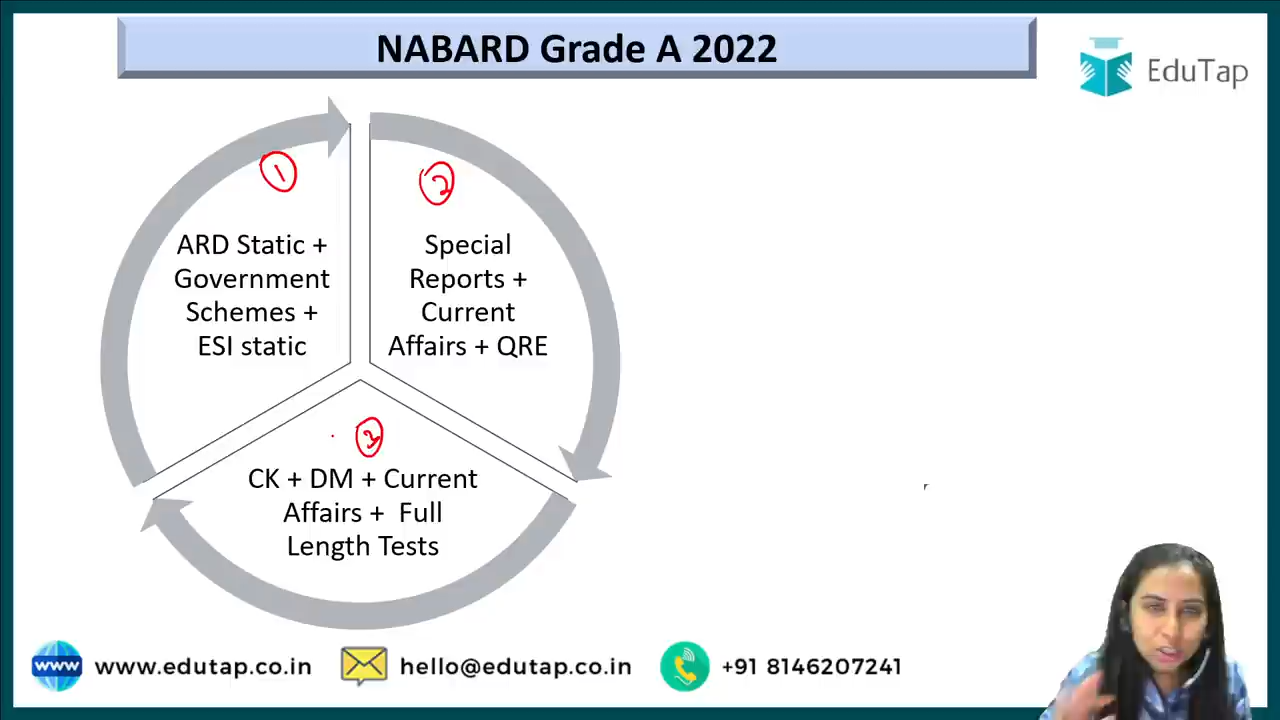 NABARD Grade A 2022
EduTap
1
ARD Static +
Government
Schemes +
ESI static
2
Special
Reports +
Current
Affairs + QRE
3
CK + DM + Current
Affairs + Full
Length Tests
www
www.edutap.co.in
hello@edutap.co.in
+91 8146207241